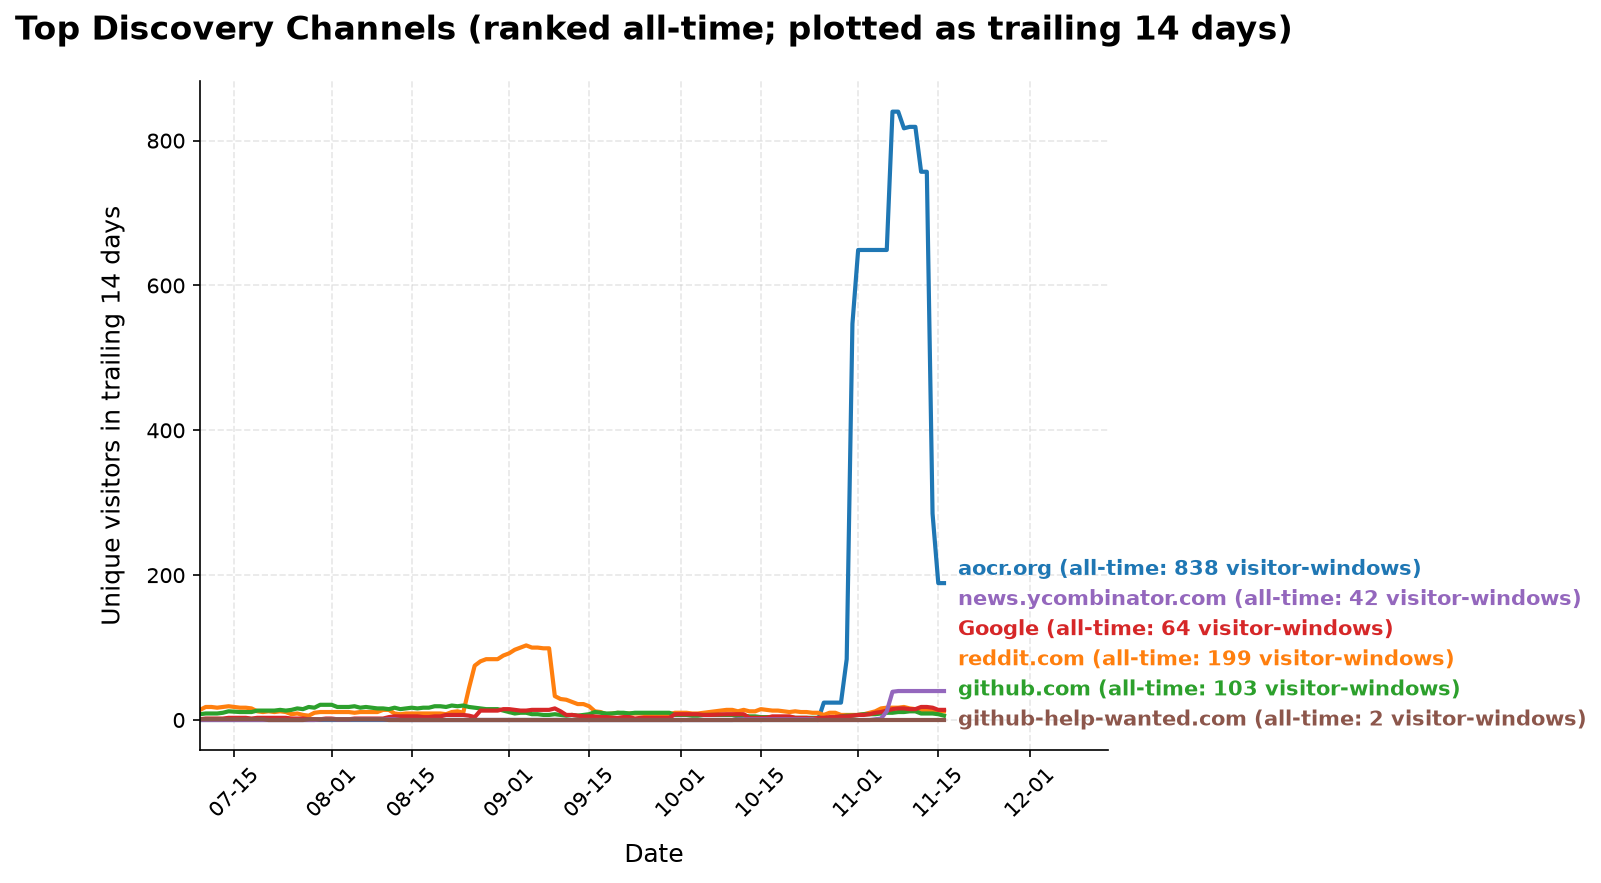 Top Discovery Channels (ranked all-time; plotted as trailing 14 days)
Unique visitors in trailing 14 days
800
600
400
200
0
aocr.org (all-time: 838 visitor-windows)
news.ycombinator.com (all-time: 42 visitor-windows)
Google (all-time: 64 visitor-windows)
reddit.com (all-time: 199 visitor-windows)
github.com (all-time: 103 visitor-windows)
github-help-wanted.com (all-time: 2 visitor-windows)
07-15
08-01
08-15
09-01
09-15
10-01
10-15
11-01
11-15
12-01
Date